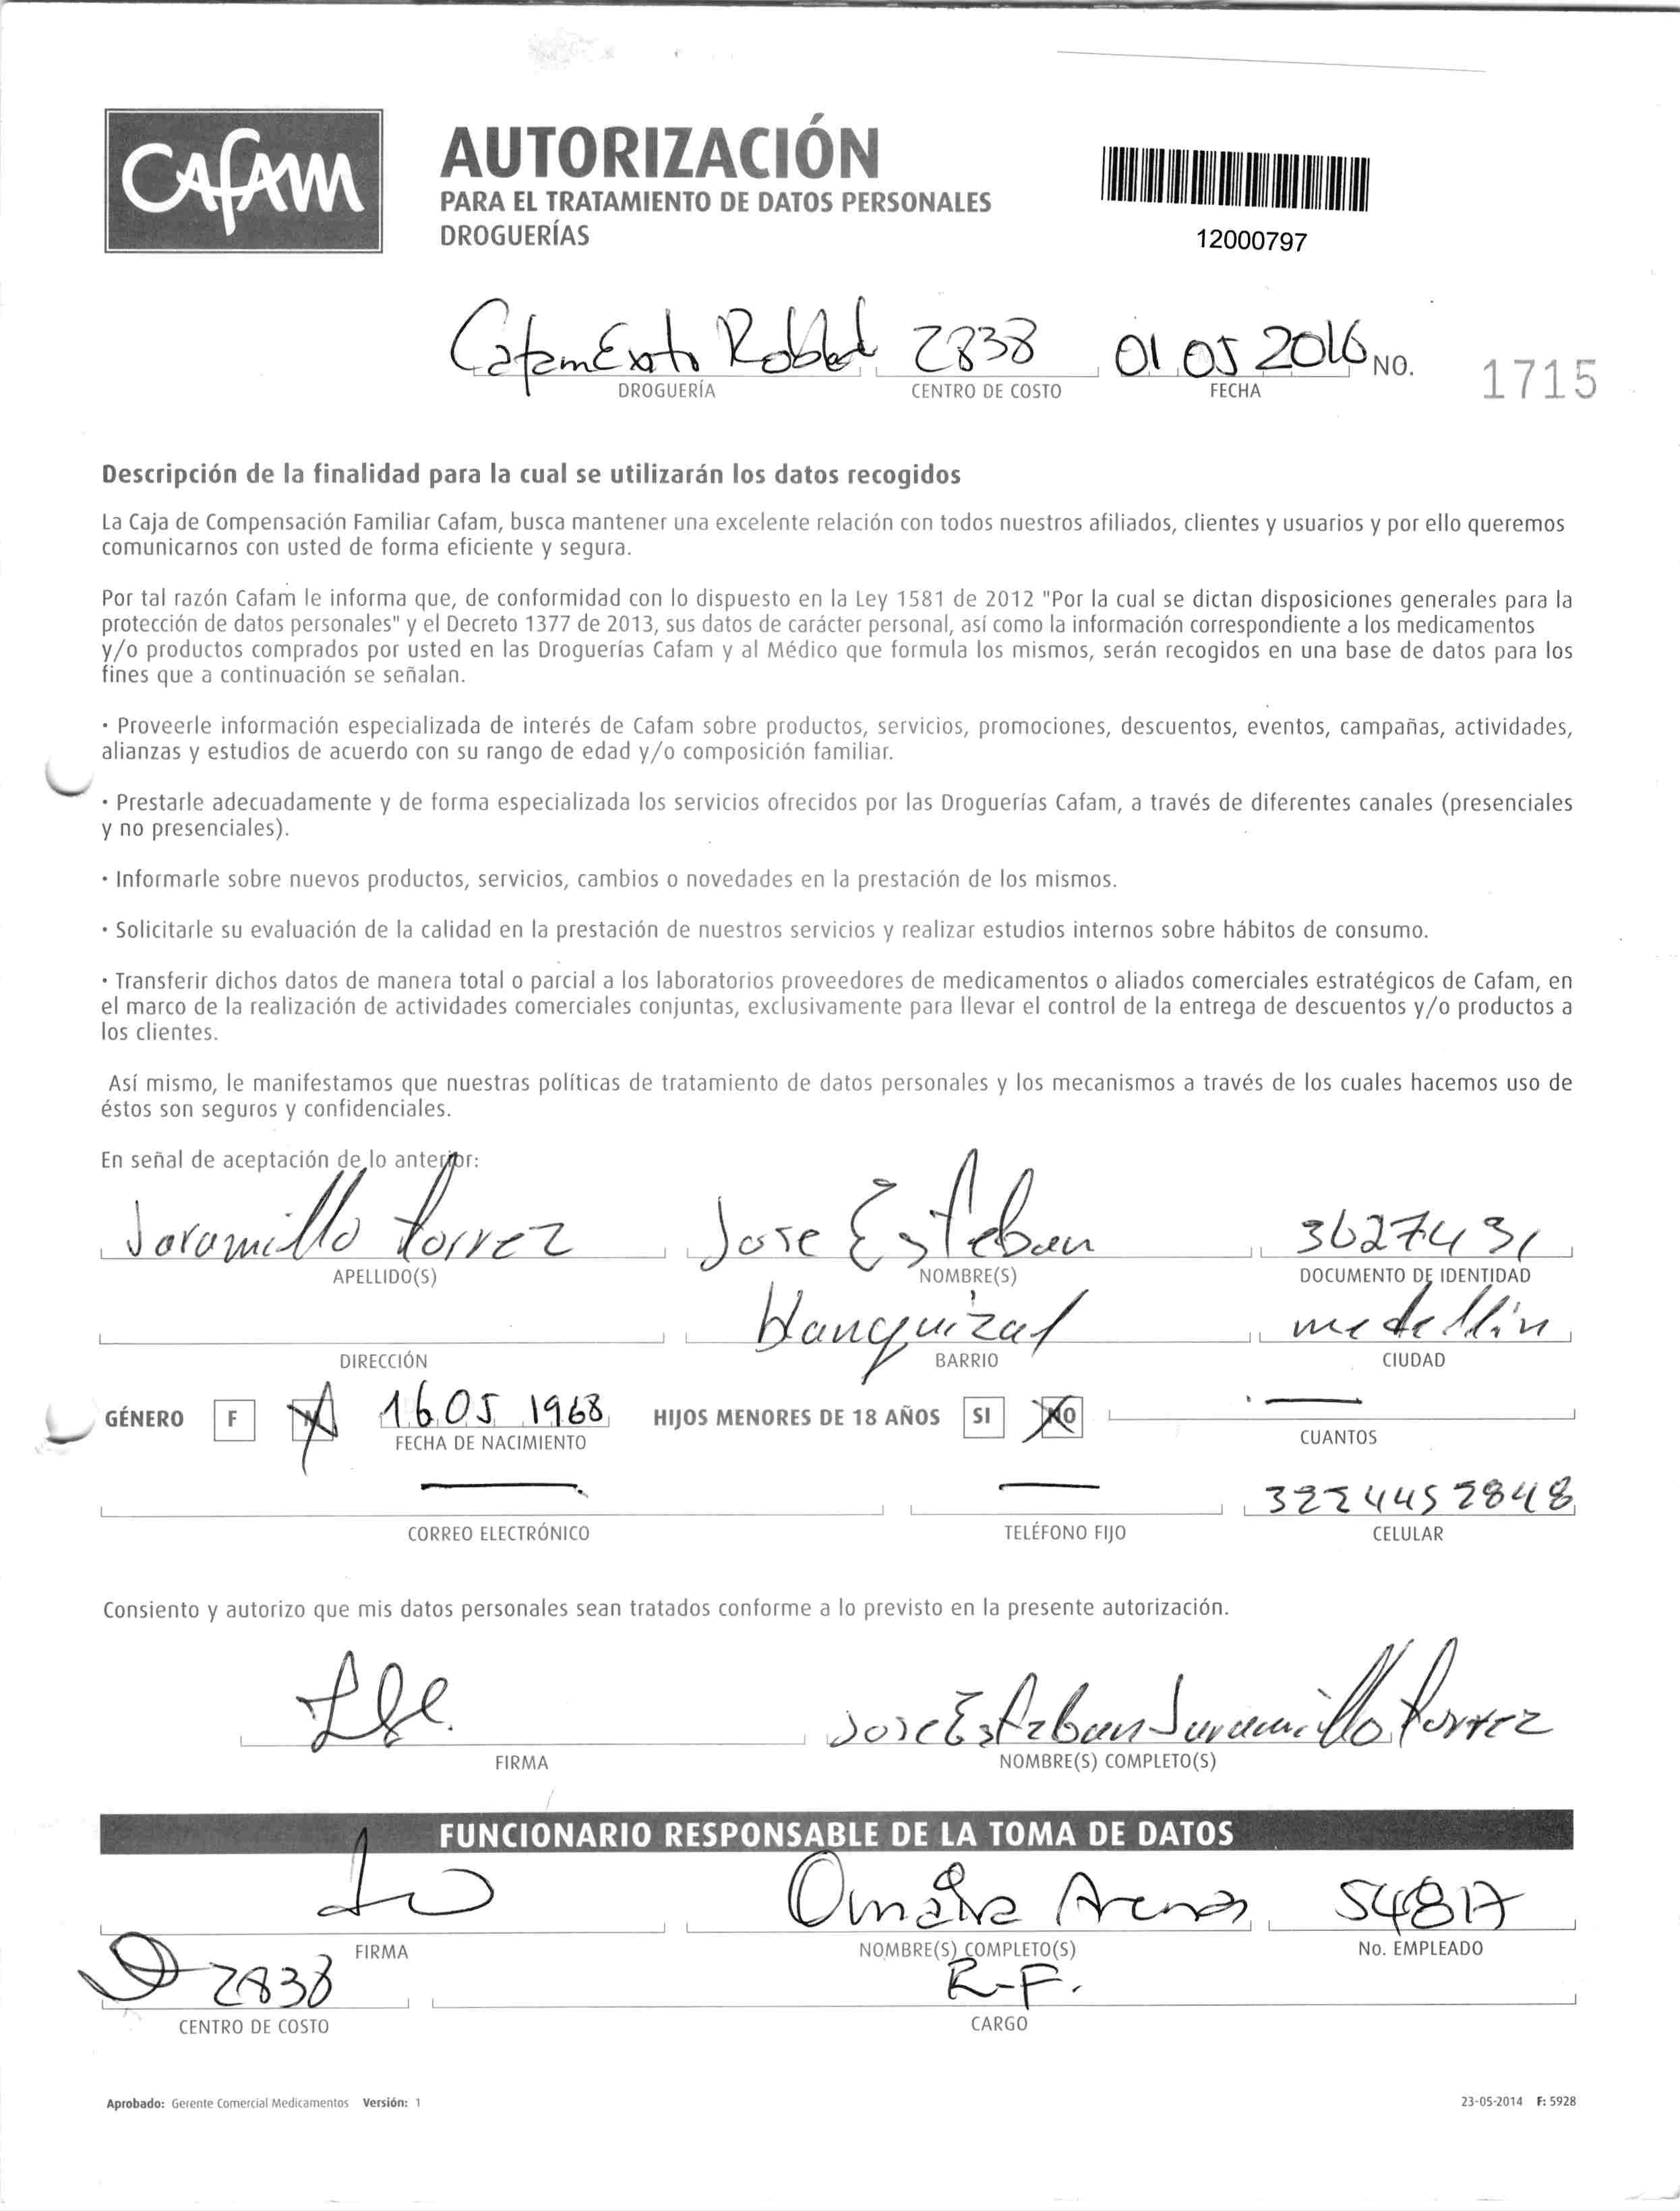 Cafam
AUTORIZACIÓN
PARA EL TRATAMIENTO DE DATOS PERSONALES
DROGUERÍAS
12000797
2838 01 05 2016 NO. 1715
DROGUERÍA CENTRO DE COSTO FECHA
Descripción de la finalidad para la cual se utilizarán los datos recogidos
La Caja de Compensación Familiar Cafam, busca mantener una excelente relación con todos nuestros afiliados, clientes y usuarios y por ello queremos
comunicarnos con usted de forma eficiente y segura.
Por tal razón Cafam le informa que, de conformidad con lo dispuesto en la Ley 1581 de 2012 "Por la cual se dictan disposiciones generales para la
protección de datos personales" y el Decreto 1377 de 2013, sus datos de carácter personal, así como la información correspondiente a los medicamentos
y/o productos comprados por usted en las Droguerías Cafam y al Médico que formula los mismos, serán recogidos en una base de datos para los
fines que a continuación se señalan.
· Proveerle información especializada de interés de Cafam sobre productos, servicios, promociones, descuentos, eventos, campañas, actividades,
alianzas y estudios de acuerdo con su rango de edad y/o composición familiar.
· Prestarle adecuadamente y de forma especializada los servicios ofrecidos por las Droguerías Cafam, a través de diferentes canales (presenciales
y no presenciales).
· Informarle sobre nuevos productos, servicios, cambios o novedades en la prestación de los mismos.
· Solicitarle su evaluación de la calidad en la prestación de nuestros servicios y realizar estudios internos sobre hábitos de consumo.
· Transferir dichos datos de manera total o parcial a los laboratorios proveedores de medicamentos o aliados comerciales estratégicos de Cafam, en
el marco de la realización de actividades comerciales conjuntas, exclusivamente para llevar el control de la entrega de descuentos y/o productos a
los clientes.
Así mismo, le manifestamos que nuestras políticas de tratamiento de datos personales y los mecanismos a través de los cuales hacemos uso de
éstos son seguros y confidenciales.
En señal de aceptación de lo anterior:
Jaramillo torrez Jose Esteban 3627431
APELLIDO(S) NOMBRE(S) DOCUMENTO DE IDENTIDAD
blanquizal medellin
DIRECCIÓN BARRIO CIUDAD
GÉNERO F M 16 05 1968 HIJOS MENORES DE 18 AÑOS SI NO —
FECHA DE NACIMIENTO CUANTOS
— — 3224452848
CORREO ELECTRÓNICO TELÉFONO FIJO CELULAR
Consiento y autorizo que mis datos personales sean tratados conforme a lo previsto en la presente autorización.
Jose Esteban Jaramillo torrez
FIRMA NOMBRE(S) COMPLETO(S)
FUNCIONARIO RESPONSABLE DE LA TOMA DE DATOS
Arenas
FIRMA NOMBRE(S) COMPLETO(S) No. EMPLEADO
2838 R-F.
CENTRO DE COSTO CARGO
Aprobado: Gerente Comercial Medicamentos Versión: 1 23-05-2014 F: 5928